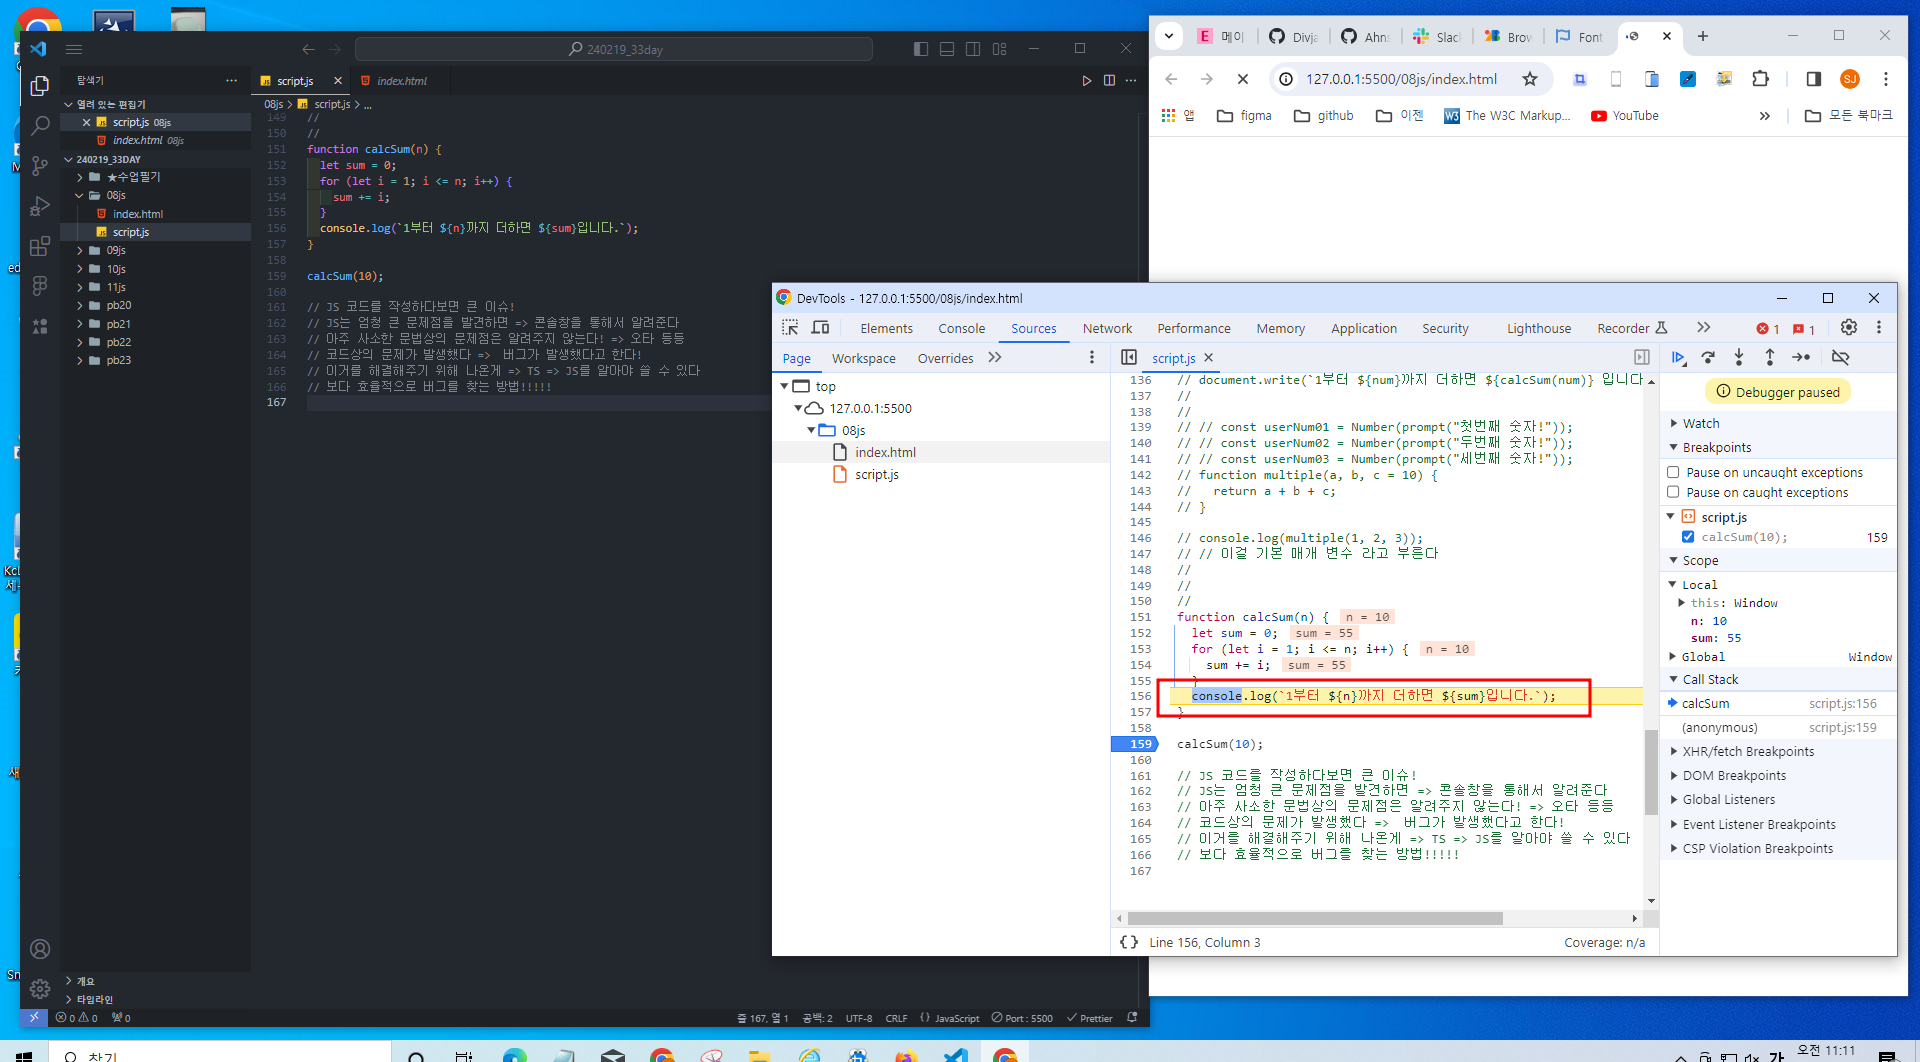 240219_33day
탐색기
script.js
index.html
열려 있는 편집기
script.js 08js
index.html 08js
240219_33DAY
★수업필기
08js
index.html
script.js
09js
10js
11js
pb20
pb21
pb22
pb23
개요
타임라인
08js > script.js > ...
149 //
150 //
151 function calcSum(n) {
152 let sum = 0;
153 for (let i = 1; i <= n; i++) {
154 sum += i;
155 }
156 console.log(`1부터 ${n}까지 더하면 ${sum}입니다.`);
157 }
158
159 calcSum(10);
160
161 // JS 코드를 작성하다보면 큰 이슈!
162 // JS는 엄청 큰 문제점을 발견하면 => 콘솔창을 통해서 알려준다
163 // 아주 사소한 문법상의 문제점은 알려주지 않는다! => 오타 등등
164 // 코드상의 문제가 발생했다 =>  버그가 발생했다고 한다!
165 // 이거를 해결해주기 위해 나온게 => TS => JS를 알아야 쓸 수 있다
166 // 보다 효율적으로 버그를 찾는 방법!!!!!
167
0 0 0
줄 167, 열 1 공백: 2 UTF-8 CRLF {} JavaScript Port : 5500 Prettier
E 메이 Divja Ahn Slac Brow Font
127.0.0.1:5500/08js/index.html
SJ
앱 figma github 이젠 The W3C Markup... YouTube » 모든 북마크
DevTools - 127.0.0.1:5500/08js/index.html
Elements Console Sources Network Performance Memory Application Security Lighthouse Recorder 1 1
Page Workspace Overrides
script.js
top
127.0.0.1:5500
08js
index.html
script.js
136 // document.write(`1부터 ${num}까지 더하면 ${calcSum(num)} 입니다
137 //
138 //
139 // // const userNum01 = Number(prompt("첫번째 숫자!"));
140 // // const userNum02 = Number(prompt("두번째 숫자!"));
141 // // const userNum03 = Number(prompt("세번째 숫자!"));
142 // function multiple(a, b, c = 10) {
143 //   return a + b + c;
144 // }
145
146 // console.log(multiple(1, 2, 3));
147 // // 이걸 기본 매개 변수 라고 부른다
148 //
149 //
150 //
151 function calcSum(n) { n = 10
152 let sum = 0; sum = 55
153 for (let i = 1; i <= n; i++) { n = 10
154 sum += i; sum = 55
155 }
156 console.log(`1부터 ${n}까지 더하면 ${sum}입니다.`);
157 }
158
159 calcSum(10);
160
161 // JS 코드를 작성하다보면 큰 이슈!
162 // JS는 엄청 큰 문제점을 발견하면 => 콘솔창을 통해서 알려준다
163 // 아주 사소한 문법상의 문제점은 알려주지 않는다! => 오타 등등
164 // 코드상의 문제가 발생했다 =>  버그가 발생했다고 한다!
165 // 이거를 해결해주기 위해 나온게 => TS => JS를 알아야 쓸 수 있다
166 // 보다 효율적으로 버그를 찾는 방법!!!!!
167
{} Line 156, Column 3 Coverage: n/a
Debugger paused
Watch
Breakpoints
Pause on uncaught exceptions
Pause on caught exceptions
script.js
calcSum(10); 159
Scope
Local
this: Window
n: 10
sum: 55
Global Window
Call Stack
calcSum script.js:156
(anonymous) script.js:159
XHR/fetch Breakpoints
DOM Breakpoints
Global Listeners
Event Listener Breakpoints
CSP Violation Breakpoints
찾기
가
오전 11:11